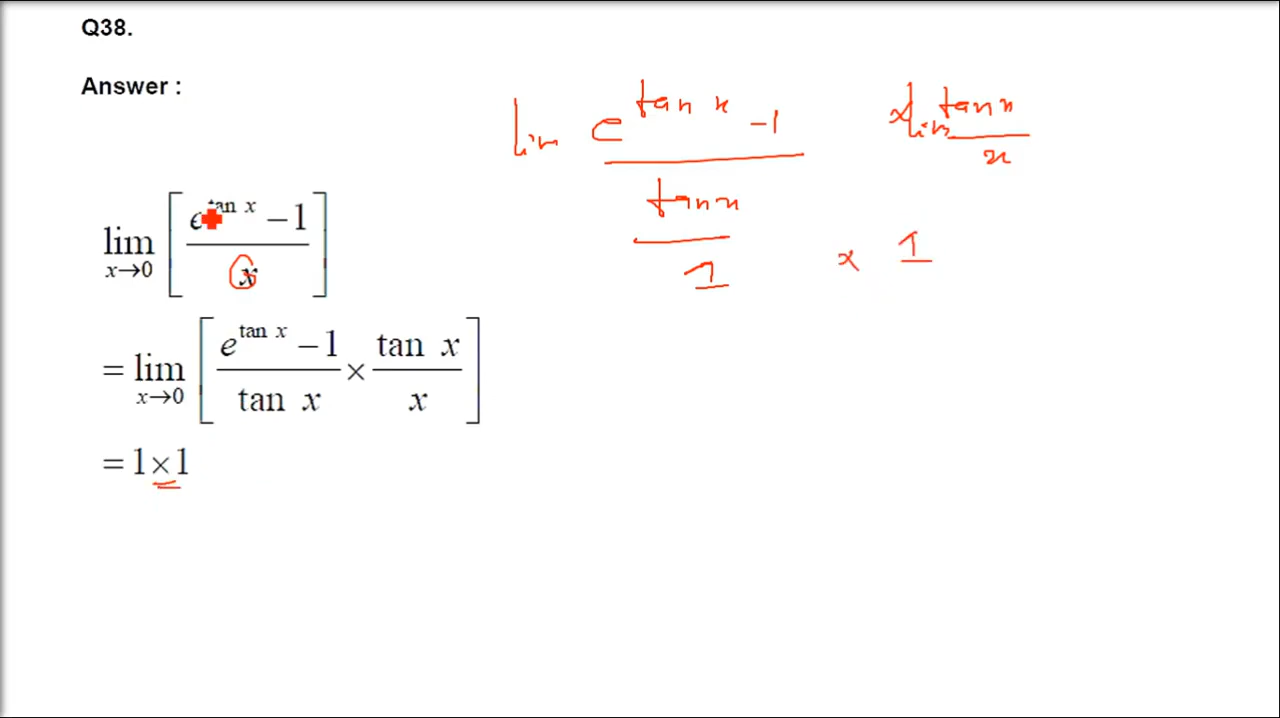 Q38.
Answer :
lim x→0 [ (e^tan x − 1) / x ]
= lim x→0 [ (e^tan x − 1) / tan x × tan x / x ]
= 1×1
lim (e^tan x −1) / tan x × lim tan x / x
1 × 1